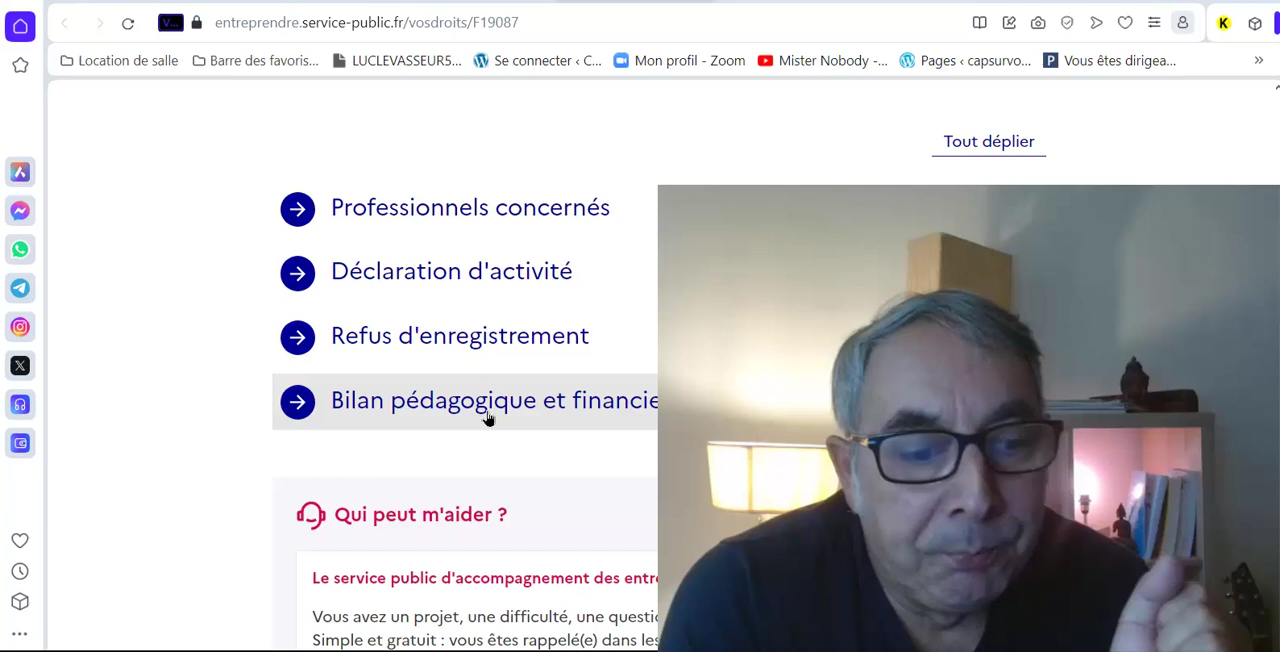 V...
entreprendre.service-public.fr/vosdroits/F19087
K
Location de salle
Barre des favoris...
LUCLEVASSEUR5...
Se connecter ‹ C...
Mon profil - Zoom
Mister Nobody -...
Pages ‹ capsurvo...
P
Vous êtes dirigea...
»
Tout déplier
Professionnels concernés
Déclaration d'activité
Refus d'enregistrement
Bilan pédagogique et financie
Qui peut m'aider ?
Le service public d'accompagnement des entre
Vous avez un projet, une difficulté, une questio
Simple et gratuit : vous êtes rappelé(e) dans les